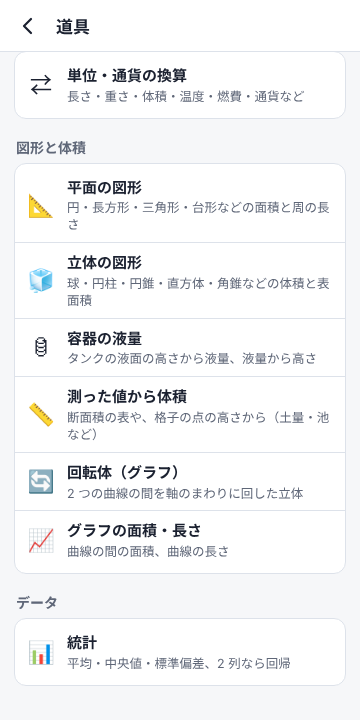 道具
単位・通貨の換算
長さ・重さ・体積・温度・燃費・通貨など
図形と体積
平面の図形
円・長方形・三角形・台形などの面積と周の長
さ
立体の図形
球・円柱・円錐・直方体・角錐などの体積と表
面積
容器の液量
タンクの液面の高さから液量、液量から高さ
測った値から体積
断面積の表や、格子の点の高さから（土量・池
など）
回転体（グラフ）
2 つの曲線の間を軸のまわりに回した立体
グラフの面積・長さ
曲線の間の面積、曲線の長さ
データ
統計
平均・中央値・標準偏差、2 列なら回帰